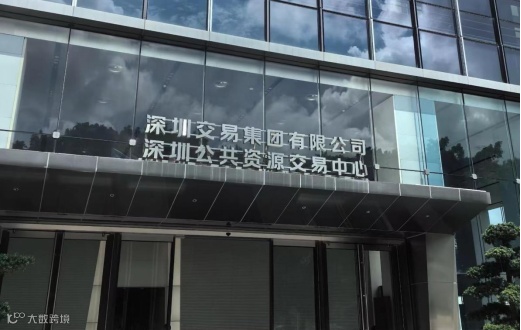 深圳交易集团有限公司
深圳公共资源交易中心
大数跨境